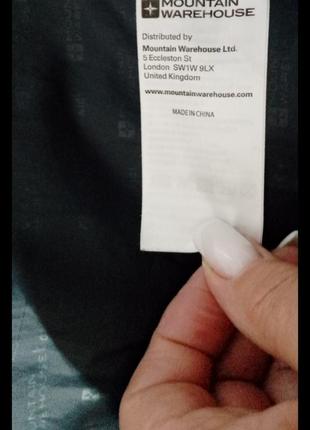 MOUNTAIN
WAREHOUSE
Distributed by
Mountain Warehouse Ltd.
5 Eccleston St
London SW1W 9LX
United Kingdom
www.mountainwarehouse.com
MADE IN CHINA